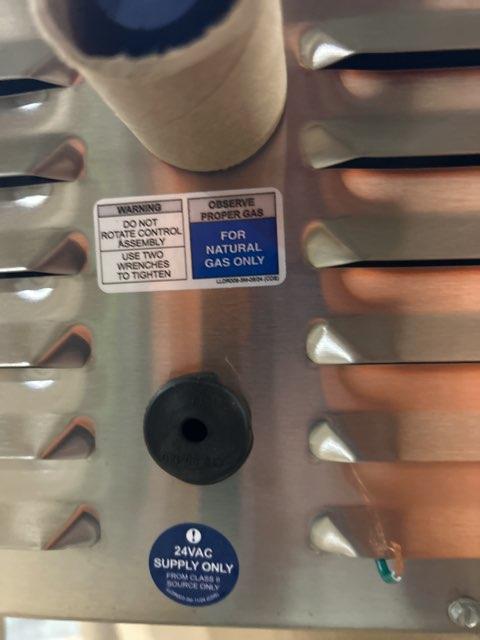 WARNING
DO NOT
ROTATE CONTROL
ASSEMBLY
USE TWO
WRENCHES
TO TIGHTEN
OBSERVE
PROPER GAS
FOR
NATURAL
GAS ONLY
!
24VAC
SUPPLY ONLY
FROM CLASS II
SOURCE ONLY